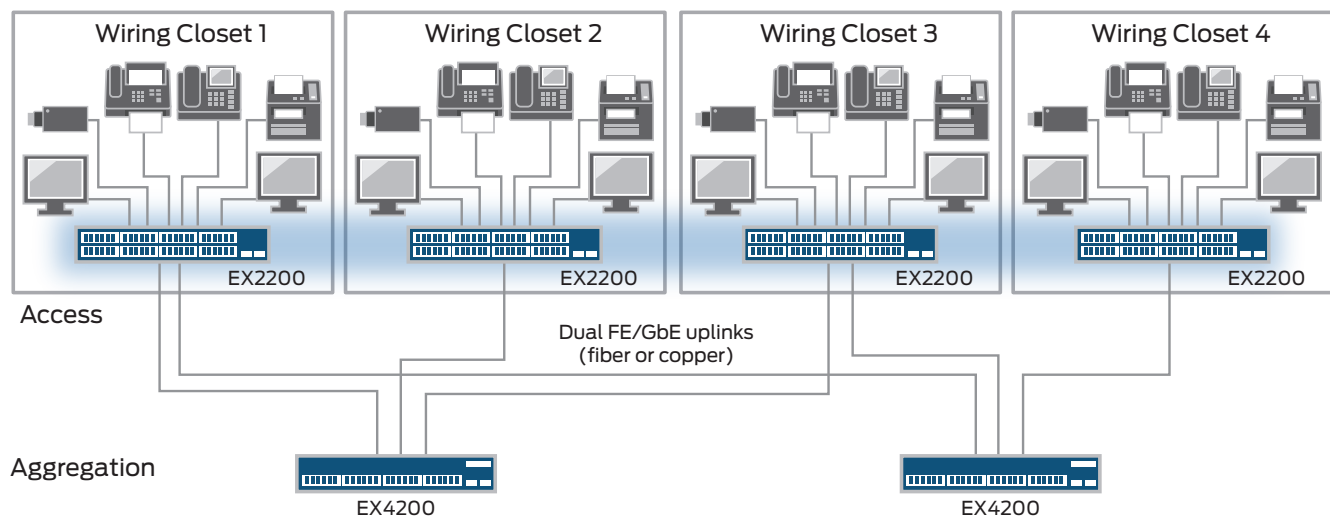 Wiring Closet 1
Wiring Closet 2
Wiring Closet 3
Wiring Closet 4
EX2200
EX2200
EX2200
EX2200
Access
Dual FE/GbE uplinks
(fiber or copper)
Aggregation
EX4200
EX4200